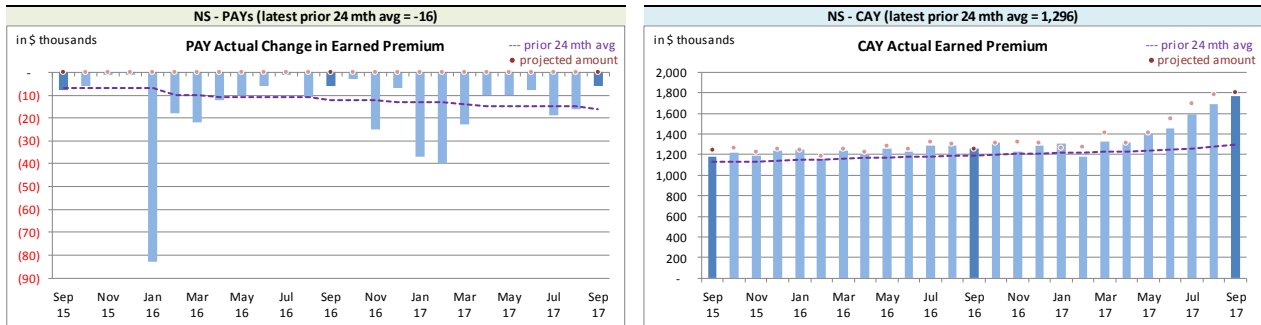 NS - PAYs (latest prior 24 mth avg = -16)
in $ thousands
PAY Actual Change in Earned Premium
--- prior 24 mth avg
● projected amount
-
(10)
(20)
(30)
(40)
(50)
(60)
(70)
(80)
(90)
Sep Nov Jan Mar May Jul Sep Nov Jan Mar May Jul Sep
15 15 16 16 16 16 16 16 17 17 17 17 17
NS - CAY (latest prior 24 mth avg = 1,296)
in $ thousands
CAY Actual Earned Premium
--- prior 24 mth avg
● projected amount
2,000
1,800
1,600
1,400
1,200
1,000
800
600
400
200
-
Sep Nov Jan Mar May Jul Sep Nov Jan Mar May Jul Sep
15 15 16 16 16 16 16 16 17 17 17 17 17